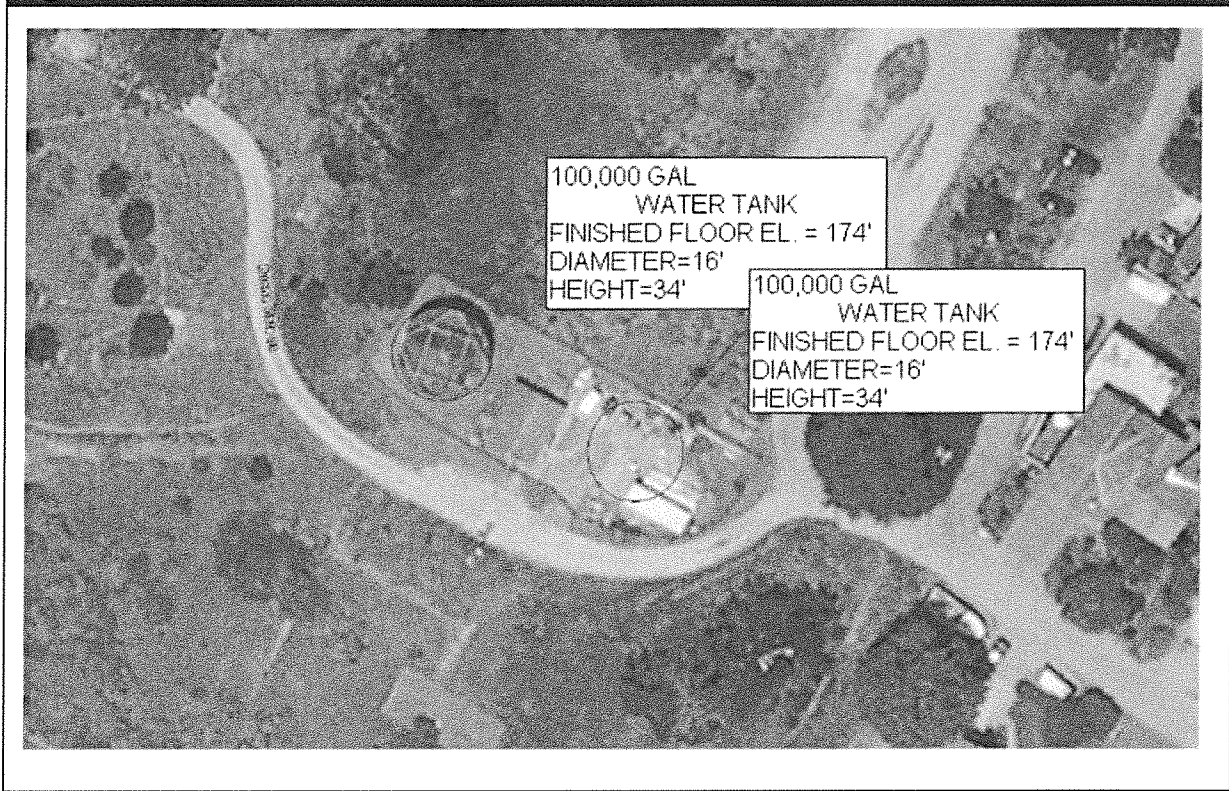 100,000 GAL
WATER TANK
FINISHED FLOOR EL. = 174'
DIAMETER=16'
HEIGHT=34'
100,000 GAL
WATER TANK
FINISHED FLOOR EL. = 174'
DIAMETER=16'
HEIGHT=34'